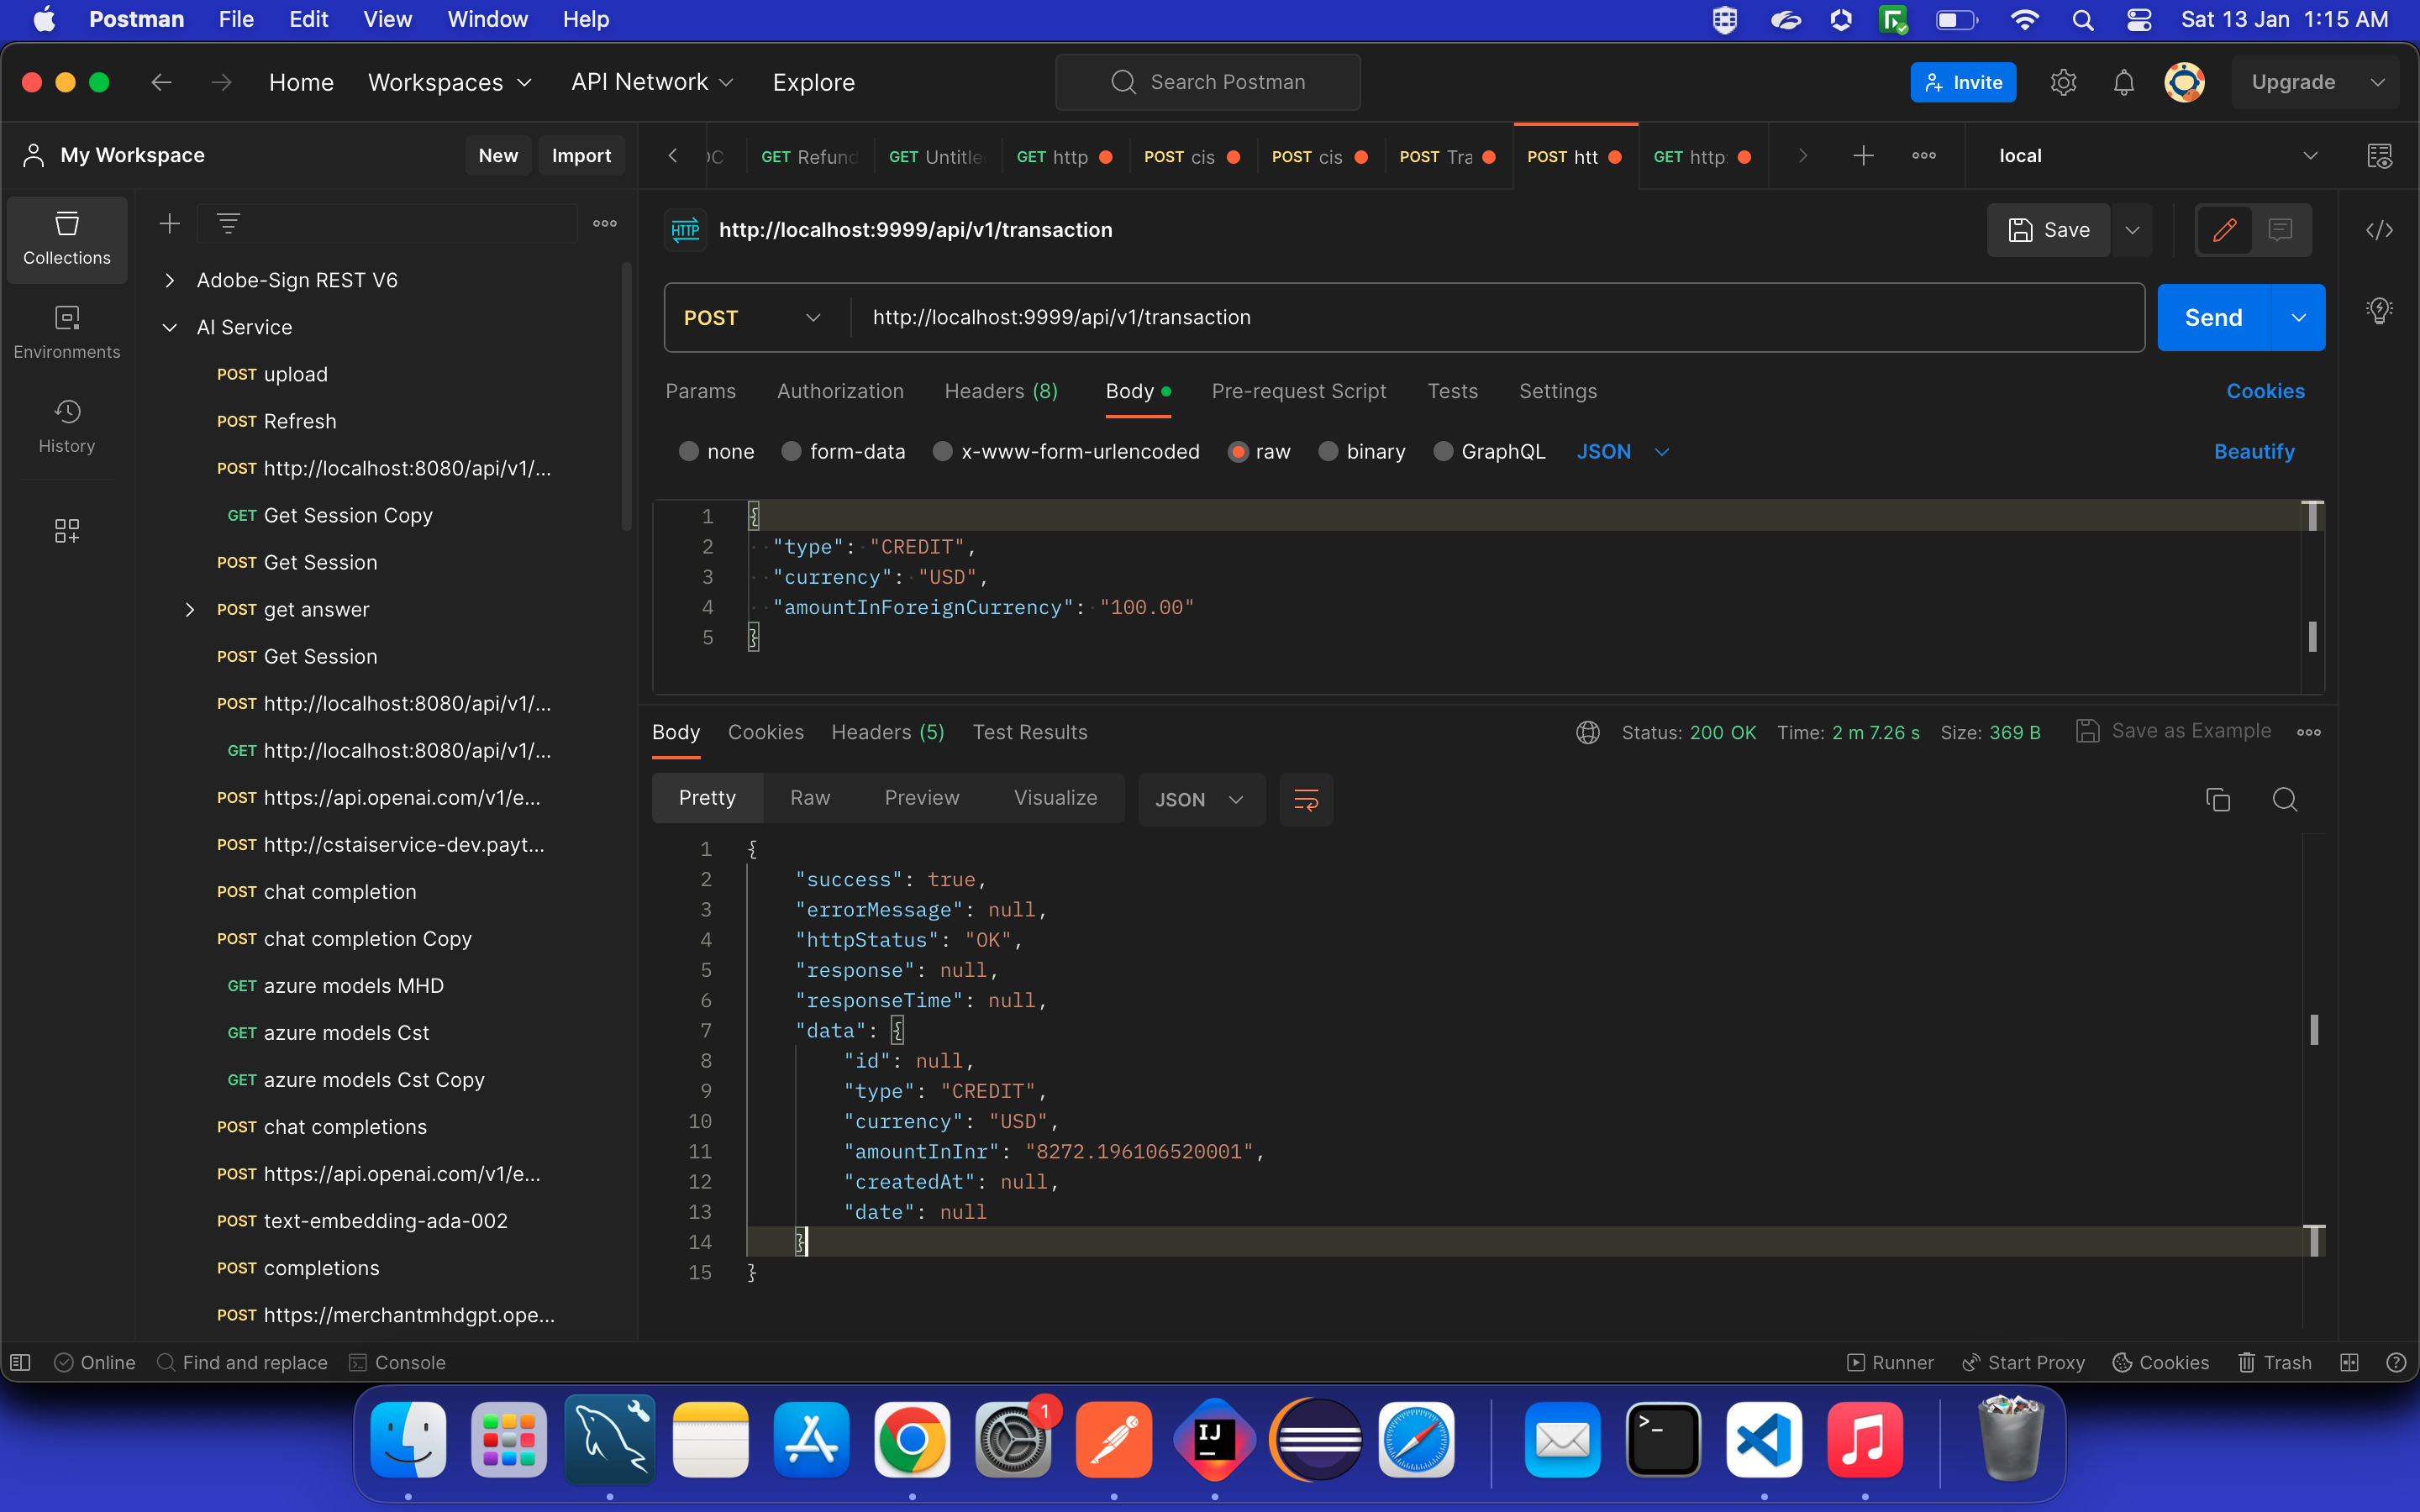 Postman File Edit View Window Help Sat 13 Jan 1:15 AM
Home Workspaces API Network Explore Search Postman Invite Upgrade
My Workspace New Import GET Refund GET Untitle GET http POST cis POST cis POST Tra POST htt GET http: local
Collections
Environments
History
Adobe-Sign REST V6
AI Service
POST upload
POST Refresh
POST http://localhost:8080/api/v1/...
GET Get Session Copy
POST Get Session
POST get answer
POST Get Session
POST http://localhost:8080/api/v1/...
GET http://localhost:8080/api/v1/...
POST https://api.openai.com/v1/e...
POST http://cstaiservice-dev.payt...
POST chat completion
POST chat completion Copy
GET azure models MHD
GET azure models Cst
GET azure models Cst Copy
POST chat completions
POST https://api.openai.com/v1/e...
POST text-embedding-ada-002
POST completions
POST https://merchantmhdgpt.ope...
HTTP http://localhost:9999/api/v1/transaction Save
POST http://localhost:9999/api/v1/transaction Send
Params Authorization Headers (8) Body Pre-request Script Tests Settings Cookies
none form-data x-www-form-urlencoded raw binary GraphQL JSON Beautify
1 {
2 "type": "CREDIT",
3 "currency": "USD",
4 "amountInForeignCurrency": "100.00"
5 }
Body Cookies Headers (5) Test Results Status: 200 OK Time: 2 m 7.26 s Size: 369 B Save as Example
Pretty Raw Preview Visualize JSON
1 {
2 "success": true,
3 "errorMessage": null,
4 "httpStatus": "OK",
5 "response": null,
6 "responseTime": null,
7 "data": {
8 "id": null,
9 "type": "CREDIT",
10 "currency": "USD",
11 "amountInInr": "8272.196106520001",
12 "createdAt": null,
13 "date": null
14 }
15 }
Online Find and replace Console Runner Start Proxy Cookies Trash
1
IJ